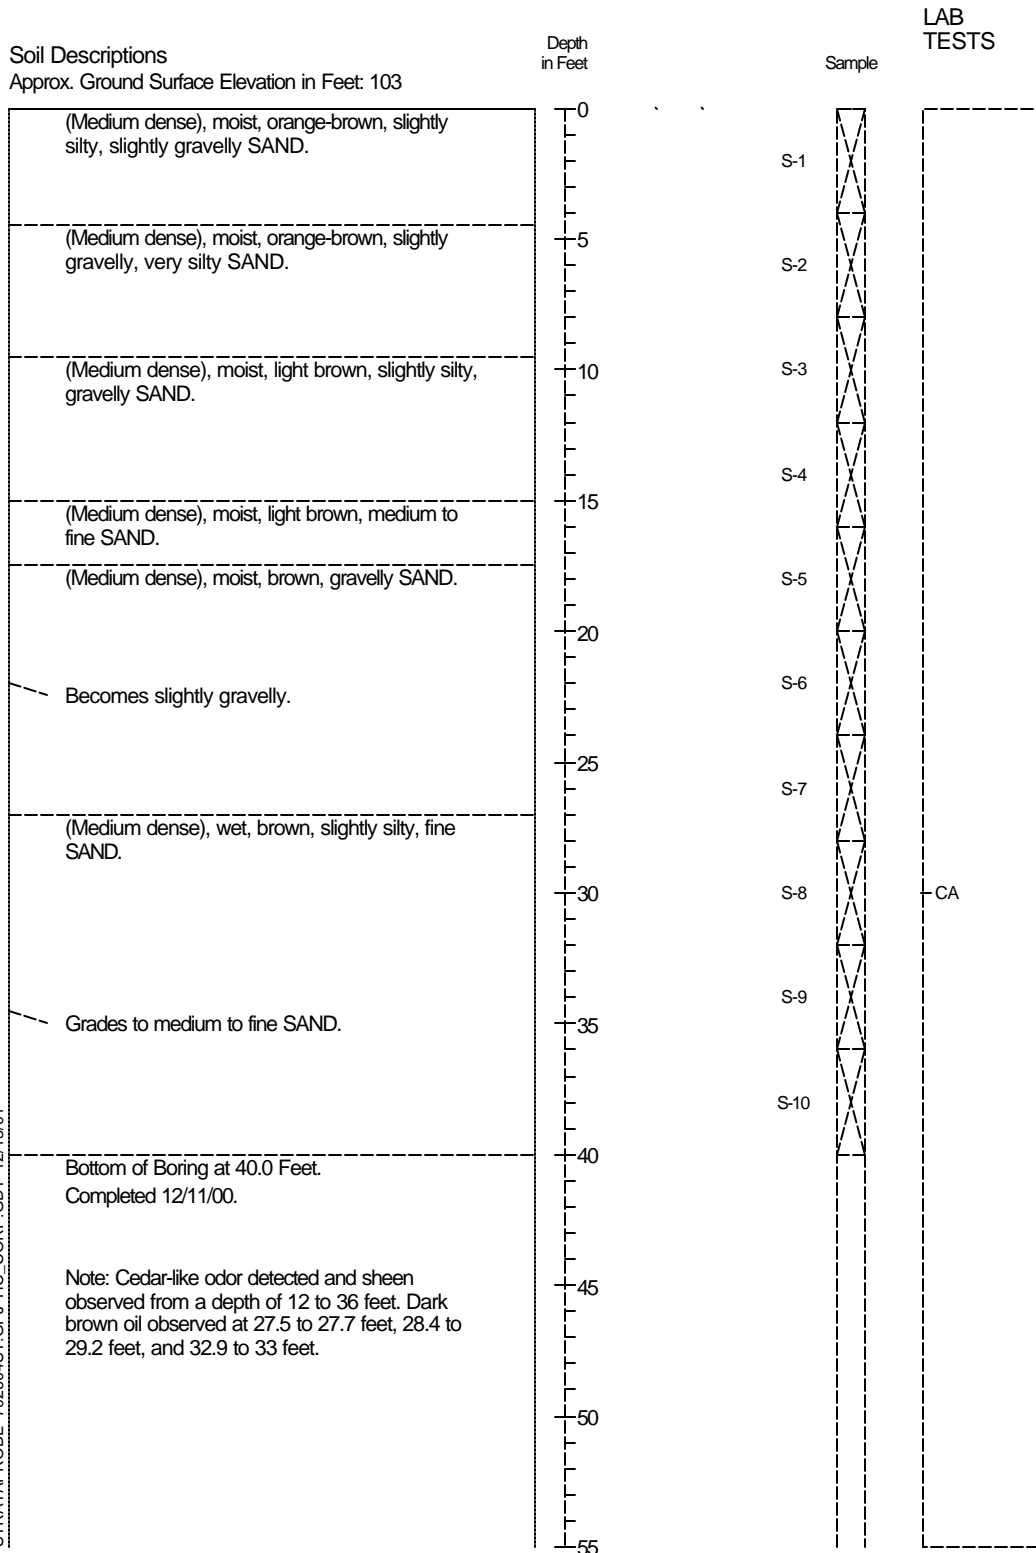 LAB
TESTS
Soil Descriptions
Approx. Ground Surface Elevation in Feet: 103
Depth
in Feet
Sample
0
(Medium dense), moist, orange-brown, slightly
silty, slightly gravelly SAND.
S-1
(Medium dense), moist, orange-brown, slightly
gravelly, very silty SAND.
5
S-2
(Medium dense), moist, light brown, slightly silty,
gravelly SAND.
10
S-3
S-4
15
(Medium dense), moist, light brown, medium to
fine SAND.
(Medium dense), moist, brown, gravelly SAND.
S-5
20
Becomes slightly gravelly.
S-6
25
S-7
(Medium dense), wet, brown, slightly silty, fine
SAND.
30
S-8
CA
S-9
Grades to medium to fine SAND.
35
S-10
40
Bottom of Boring at 40.0 Feet.
Completed 12/11/00.
Note: Cedar-like odor detected and sheen
observed from a depth of 12 to 36 feet. Dark
brown oil observed at 27.5 to 27.7 feet, 28.4 to
29.2 feet, and 32.9 to 33 feet.
45
50
55